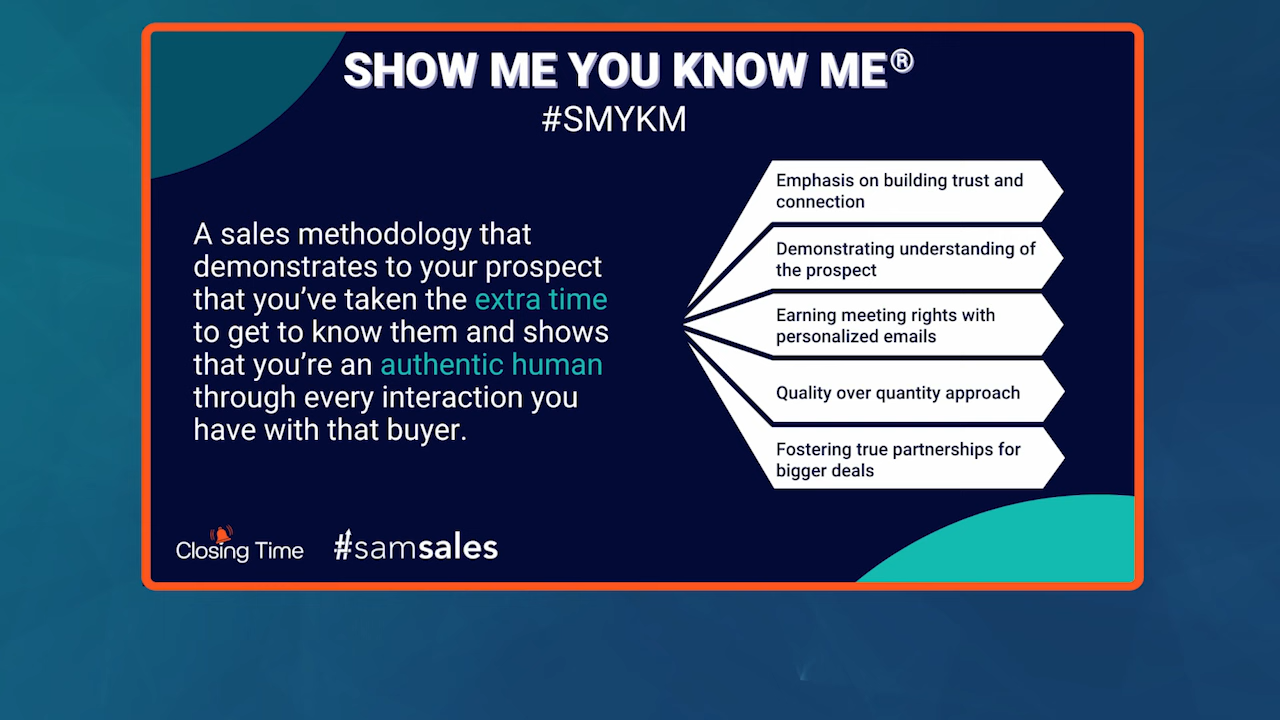 SHOW ME YOU KNOW ME®
#SMYKM
A sales methodology that
demonstrates to your prospect
that you've taken the extra time
to get to know them and shows
that you're an authentic human
through every interaction you
have with that buyer.
Emphasis on building trust and
connection
Demonstrating understanding of
the prospect
Earning meeting rights with
personalized emails
Quality over quantity approach
Fostering true partnerships for
bigger deals
Closing Time
#samsales